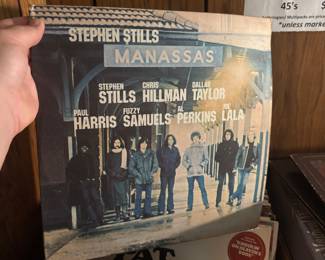 STEPHEN STILLS
MANASSAS
STEPHEN CHRIS DALLAS
STILLS HILLMAN TAYLOR
PAUL FUZZY AL JOE
HARRIS SAMUELS PERKINS LALA
45's $
*unless marke